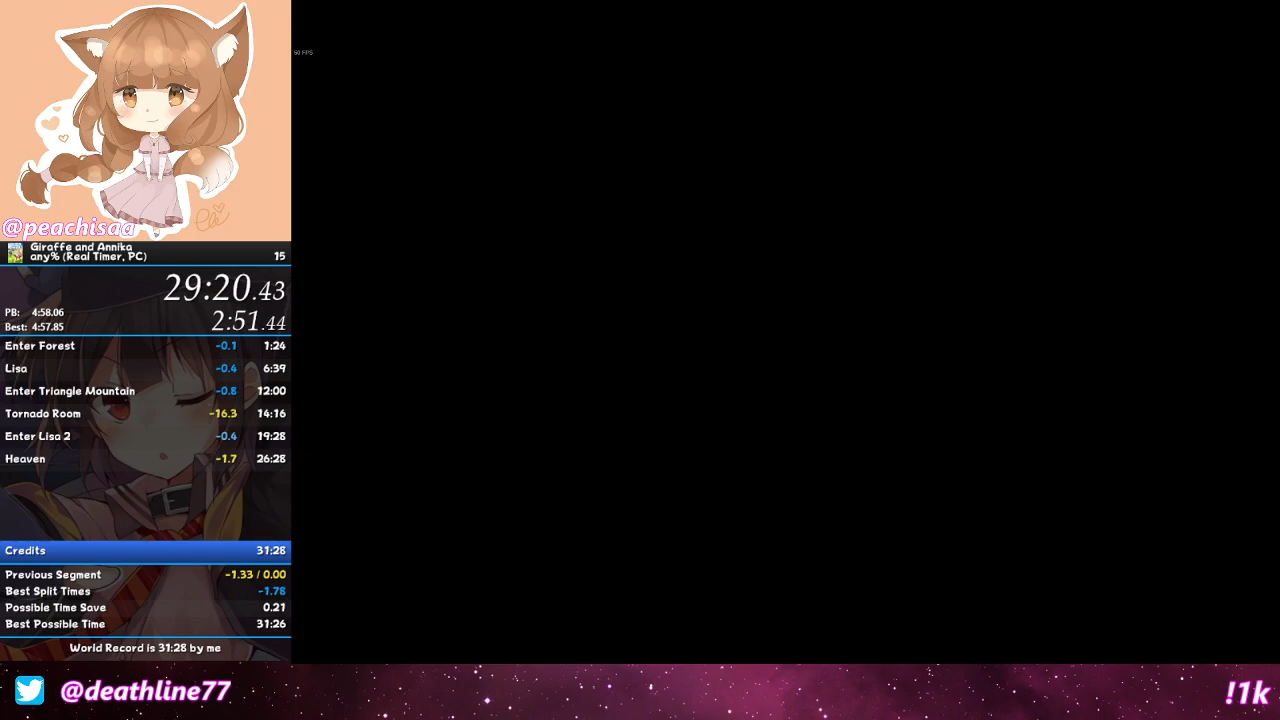 50 FPS
@peachisaa
Giraffe and Annika
any% (Real Timer, PC) 15
29:20.43
PB: 4:58.06
Best: 4:57.85
2:51.44
Enter Forest -0.1 1:24
Lisa -0.4 6:39
Enter Triangle Mountain -0.8 12:00
Tornado Room -16.3 14:16
Enter Lisa 2 -0.4 19:28
Heaven -1.7 26:28
Credits 31:28
Previous Segment -1.33 / 0.00
Best Split Times -1.78
Possible Time Save 0.21
Best Possible Time 31:26
World Record is 31:28 by me
@deathline77
!1k